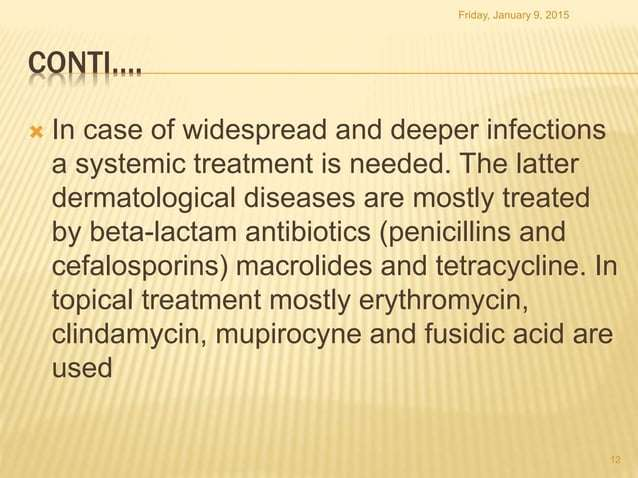 Friday, January 9, 2015
CONTI....
In case of widespread and deeper infections
a systemic treatment is needed. The latter
dermatological diseases are mostly treated
by beta-lactam antibiotics (penicillins and
cefalosporins) macrolides and tetracycline. In
topical treatment mostly erythromycin,
clindamycin, mupirocyne and fusidic acid are
used
12